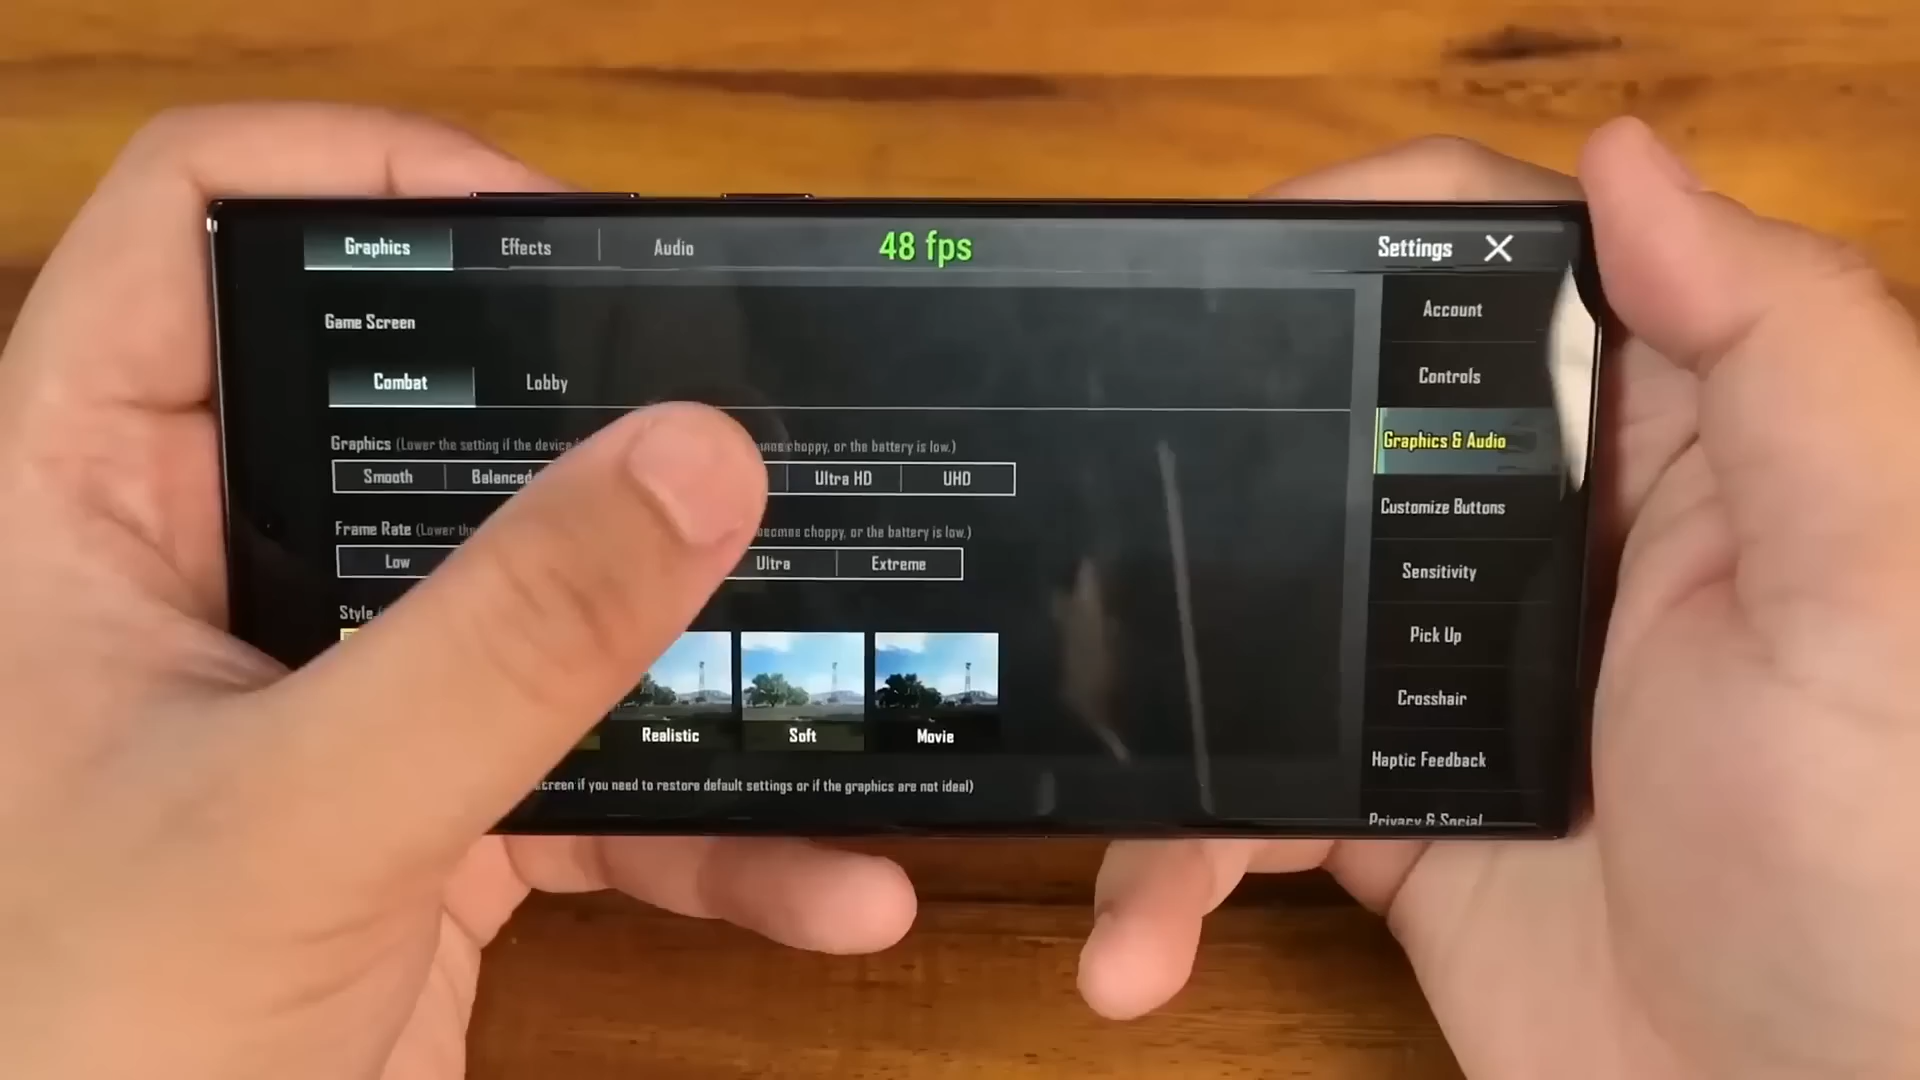 Graphics Effects Audio 48 fps Settings
Account
Game Screen
Controls
Combat Lobby
Graphics & Audio
Graphics (Lower the setting if the device choppy, or the battery is low.)
Smooth Balanced Ultra HD UHD
Customize Buttons
Frame Rate (Lower choppy, or the battery is low.)
Low Ultra Extreme
Sensitivity
Style
Pick Up
Crosshair
Realistic Soft Movie
Haptic Feedback
screen if you need to restore default settings or if the graphics are not ideal)
Privacy & Social